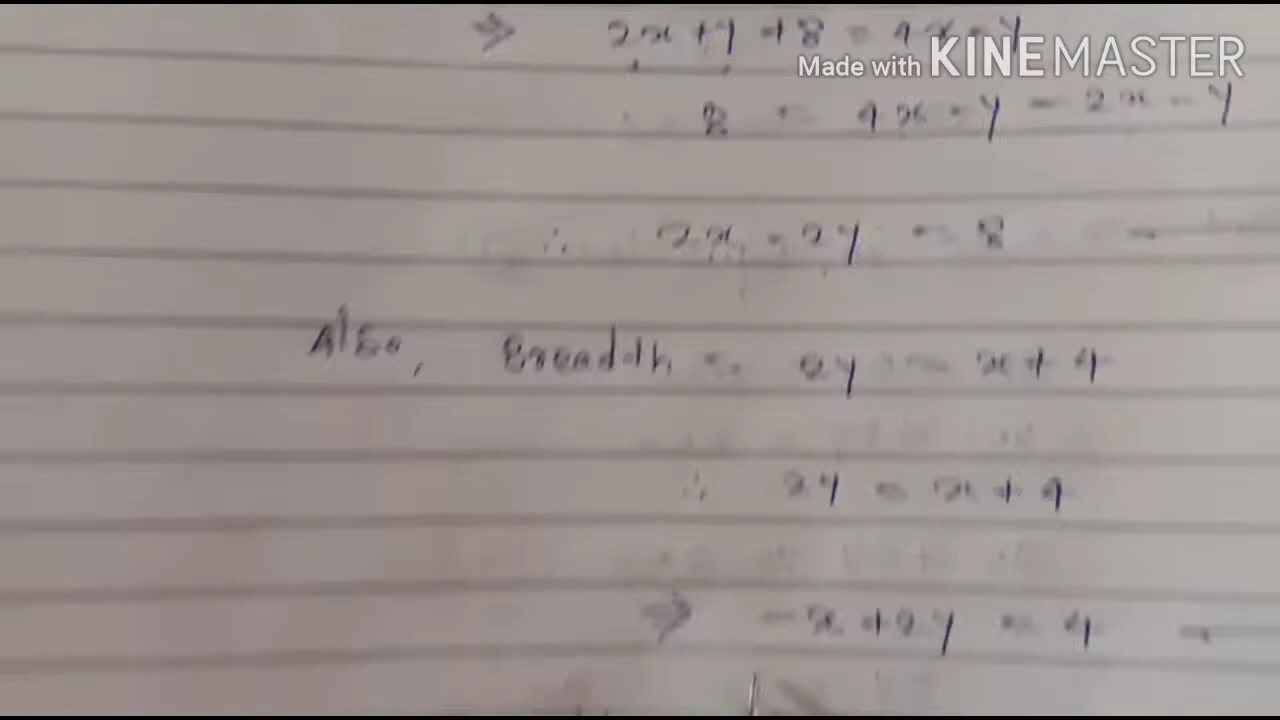 ⇒ 2x + y + 8 = 4x - y
Made with KINEMASTER
8 = 4x - y - 2x - y
∴ 2x - 2y = 8 -
Also, Breadth = 2y = x + 4
∴ 2y = x + 4
⇒ -x + 2y = 4 -